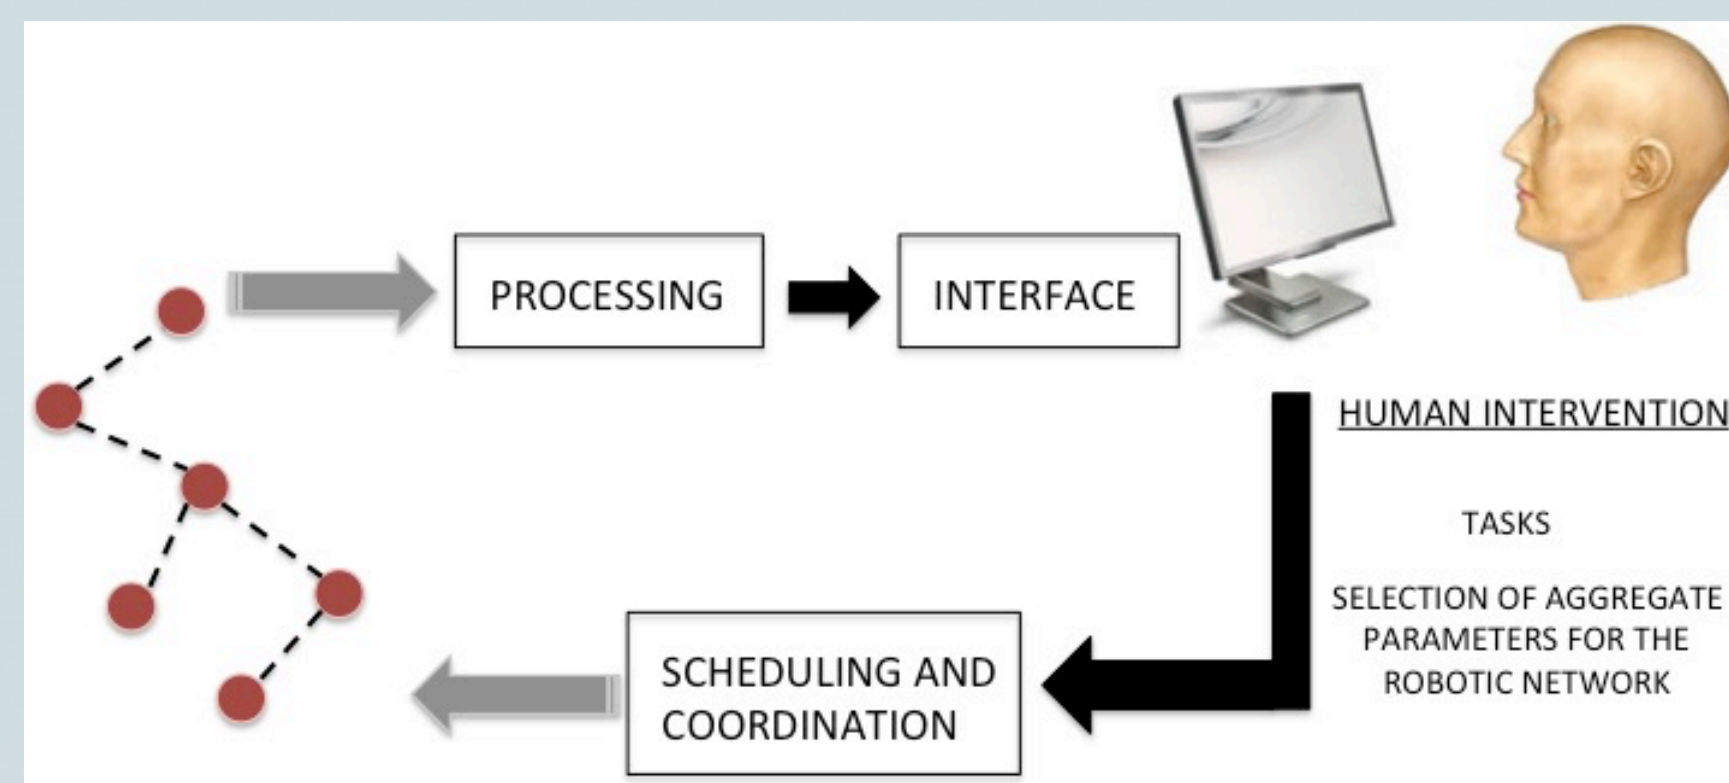 PROCESSING
INTERFACE
HUMAN INTERVENTION
TASKS
SELECTION OF AGGREGATE
PARAMETERS FOR THE
ROBOTIC NETWORK
SCHEDULING AND
COORDINATION